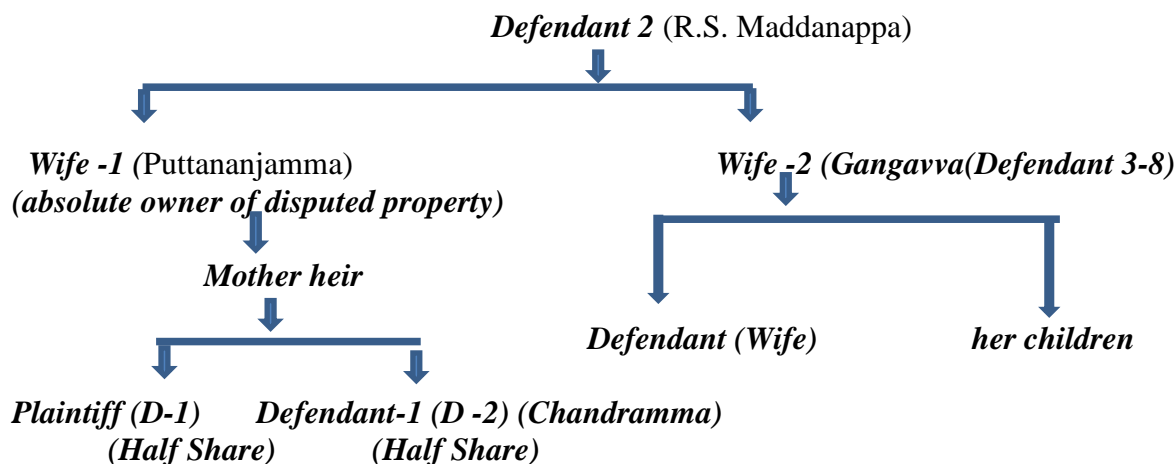 Defendant 2 (R.S. Maddanappa)
Wife -1 (Puttananjamma)
(absolute owner of disputed property)
Wife -2 (Gangavva(Defendant 3-8)
Mother heir
Defendant (Wife)
her children
Plaintiff (D-1)
(Half Share)
Defendant-1 (D -2) (Chandramma)
(Half Share)